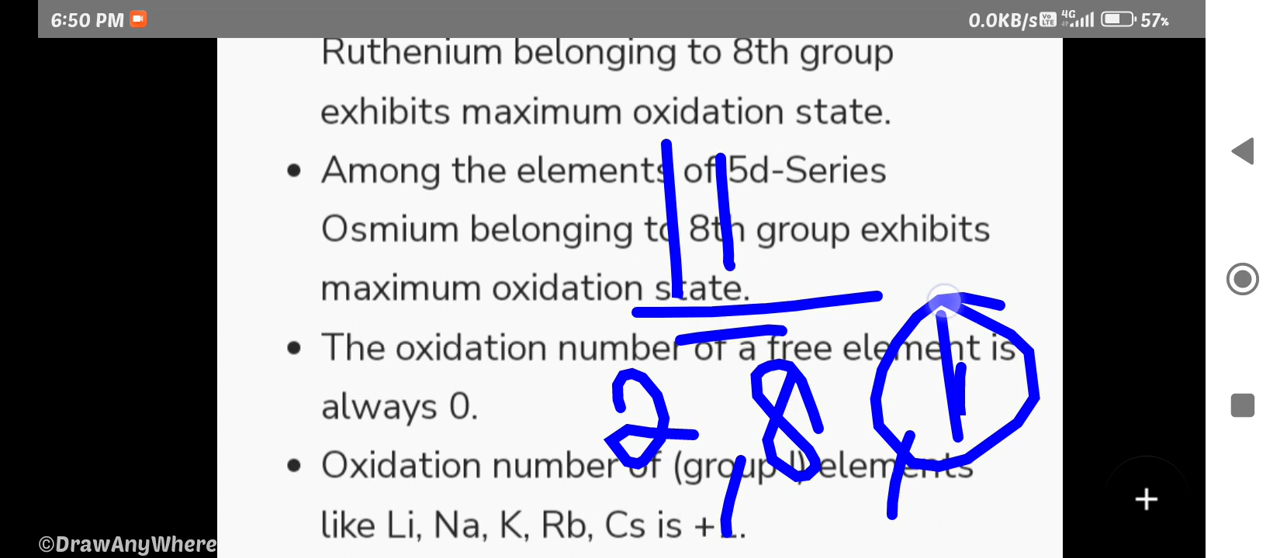 6:50 PM 0.0KB/s Vo LTE 4G 57%
Ruthenium belonging to 8th group
exhibits maximum oxidation state.
• Among the elements of 5d-Series
Osmium belonging to 8th group exhibits
maximum oxidation state.
11
• The oxidation number of a free element is
always 0.
2, 8, 1
• Oxidation number of (group I) elements
like Li, Na, K, Rb, Cs is +1.
©DrawAnyWhere